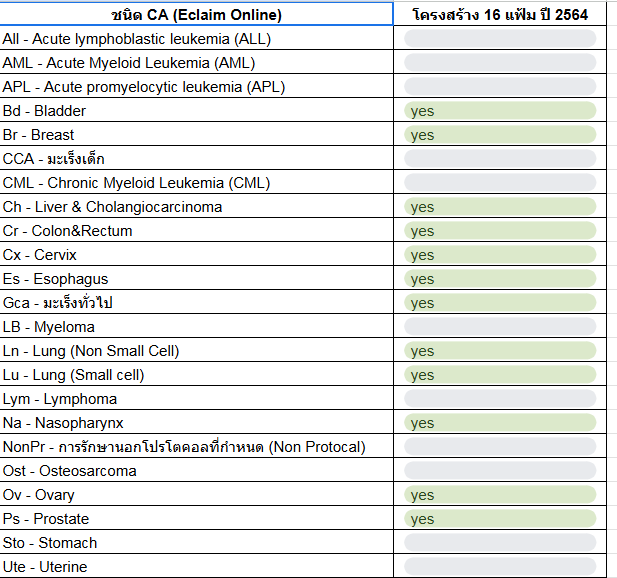 ชนิด CA (Eclaim Online) โครงสร้าง 16 แฟ้ม ปี 2564
All - Acute lymphoblastic leukemia (ALL)
AML - Acute Myeloid Leukemia (AML)
APL - Acute promyelocytic leukemia (APL)
Bd - Bladder yes
Br - Breast yes
CCA - มะเร็งเด็ก
CML - Chronic Myeloid Leukemia (CML)
Ch - Liver & Cholangiocarcinoma yes
Cr - Colon&Rectum yes
Cx - Cervix yes
Es - Esophagus yes
Gca - มะเร็งทั่วไป yes
LB - Myeloma
Ln - Lung (Non Small Cell) yes
Lu - Lung (Small cell) yes
Lym - Lymphoma
Na - Nasopharynx yes
NonPr - การรักษานอกโปรโตคอลที่กำหนด (Non Protocal)
Ost - Osteosarcoma
Ov - Ovary yes
Ps - Prostate yes
Sto - Stomach
Ute - Uterine